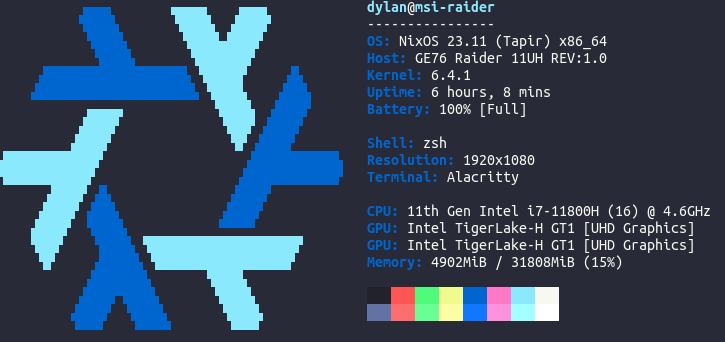 dylan@msi-raider
----------------
OS: NixOS 23.11 (Tapir) x86_64
Host: GE76 Raider 11UH REV:1.0
Kernel: 6.4.1
Uptime: 6 hours, 8 mins
Battery: 100% [Full]
Shell: zsh
Resolution: 1920x1080
Terminal: Alacritty
CPU: 11th Gen Intel i7-11800H (16) @ 4.6GHz
GPU: Intel TigerLake-H GT1 [UHD Graphics]
GPU: Intel TigerLake-H GT1 [UHD Graphics]
Memory: 4902MiB / 31808MiB (15%)